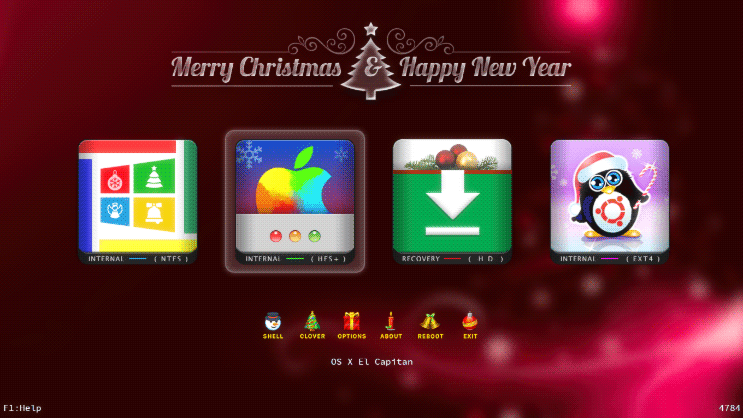 Merry Christmas & Happy New Year
INTERNAL ( NTFS )
INTERNAL ( HFS+ )
RECOVERY ( HD )
INTERNAL ( EXT4 )
SHELL
CLOVER
OPTIONS
ABOUT
REBOOT
EXIT
OS X El Capitan
F1:Help
4784